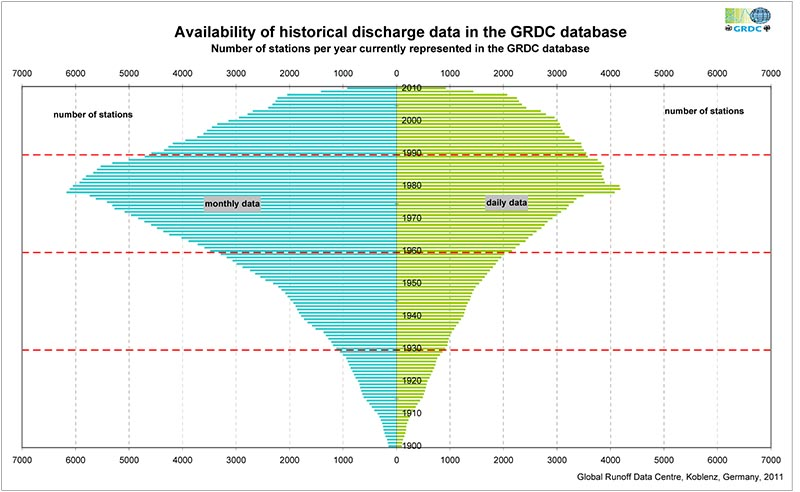 Availability of historical discharge data in the GRDC database
Number of stations per year currently represented in the GRDC database
GRDC
7000 6000 5000 4000 3000 2000 1000 0 1000 2000 3000 4000 5000 6000 7000
2010
number of stations number of stations
2000
1990
1980
monthly data daily data
1970
1960
1950
1940
1930
1920
1910
1900
7000 6000 5000 4000 3000 2000 1000 0 1000 2000 3000 4000 5000 6000 7000
Global Runoff Data Centre, Koblenz, Germany, 2011